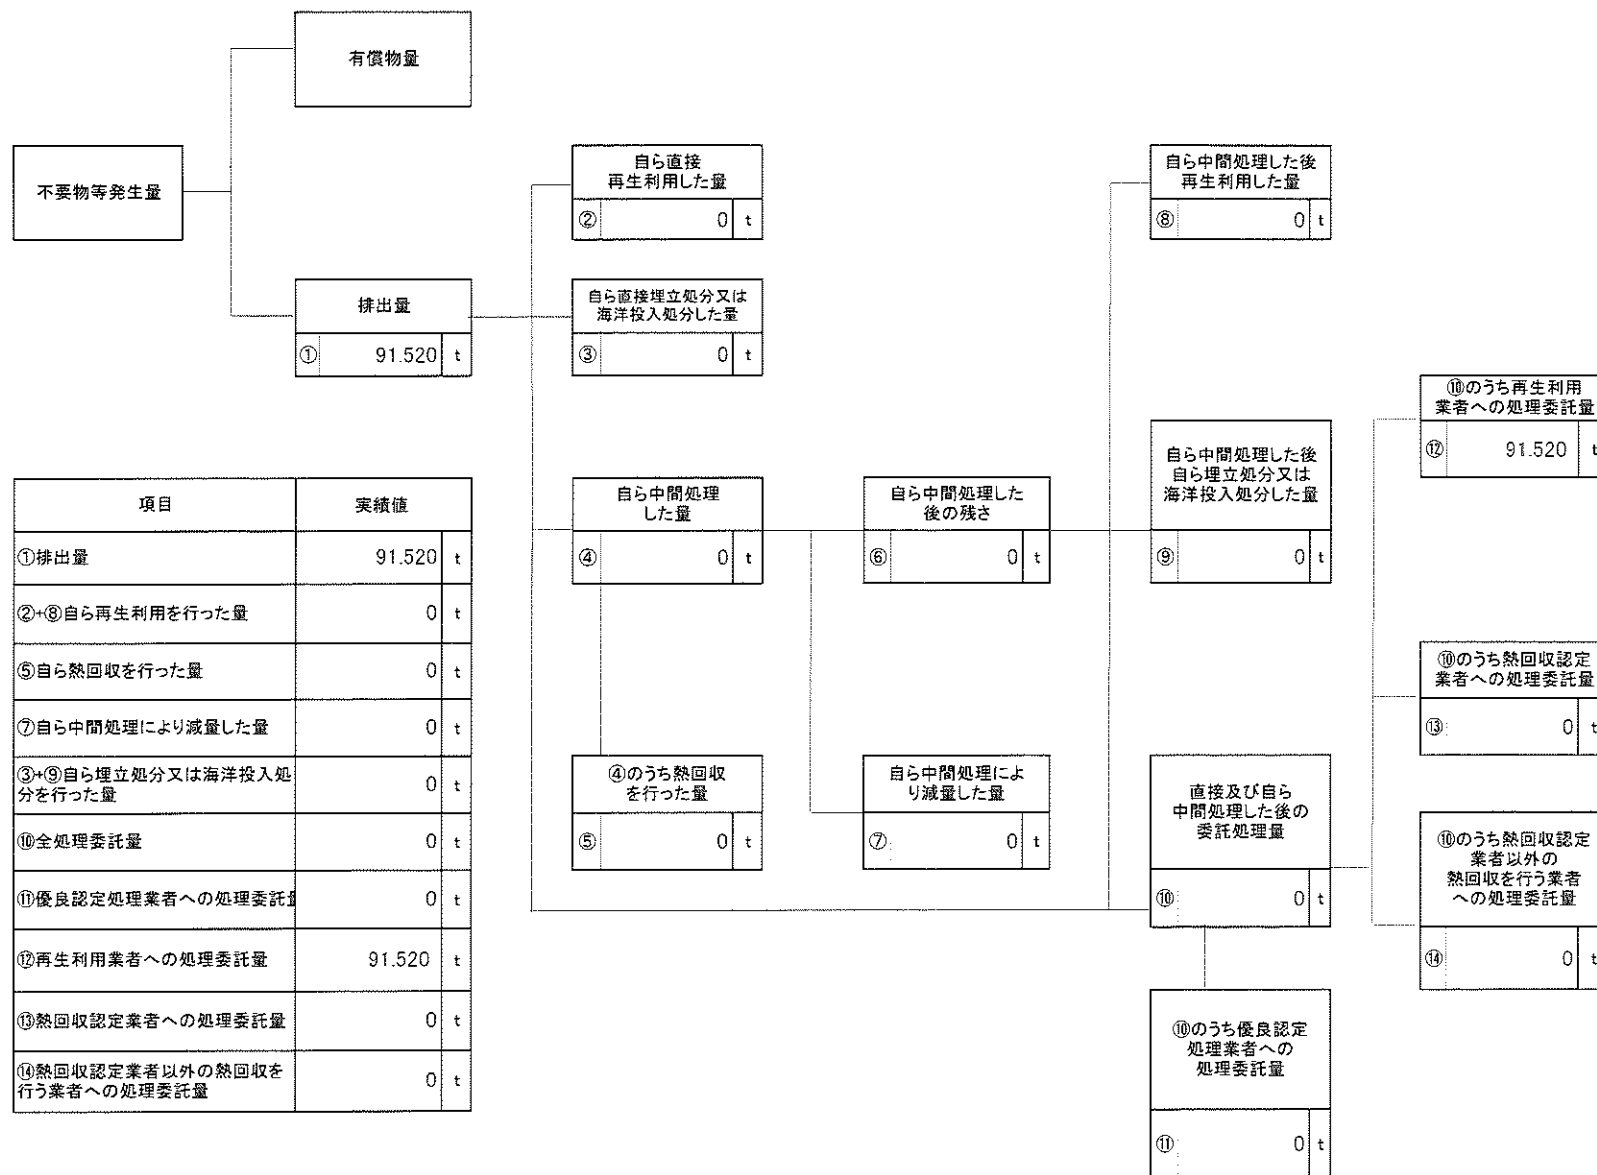 有償物量
不要物等発生量
排出量
① 91.520 t
自ら直接
再生利用した量
② 0 t
自ら直接埋立処分又は
海洋投入処分した量
③ 0 t
自ら中間処理
した量
④ 0 t
④のうち熱回収
を行った量
⑤ 0 t
自ら中間処理した
後の残さ
⑥ 0 t
自ら中間処理によ
り減量した量
⑦ 0 t
自ら中間処理した後
再生利用した量
⑧ 0 t
自ら中間処理した後
自ら埋立処分又は
海洋投入処分した量
⑨ 0 t
直接及び自ら
中間処理した後の
委託処理量
⑩ 0 t
⑩のうち優良認定
処理業者への
処理委託量
⑪ 0 t
⑩のうち再生利用
業者への処理委託量
⑫ 91.520 t
⑩のうち熱回収認定
業者への処理委託量
⑬ 0 t
⑩のうち熱回収認定
業者以外の
熱回収を行う業者
への処理委託量
⑭ 0 t
項目 実績値
①排出量 91.520 t
②+⑧自ら再生利用を行った量 0 t
⑤自ら熱回収を行った量 0 t
⑦自ら中間処理により減量した量 0 t
③+⑨自ら埋立処分又は海洋投入処
分を行った量 0 t
⑩全処理委託量 0 t
⑪優良認定処理業者への処理委託量 0 t
⑫再生利用業者への処理委託量 91.520 t
⑬熱回収認定業者への処理委託量 0 t
⑭熱回収認定業者以外の熱回収を
行う業者への処理委託量 0 t